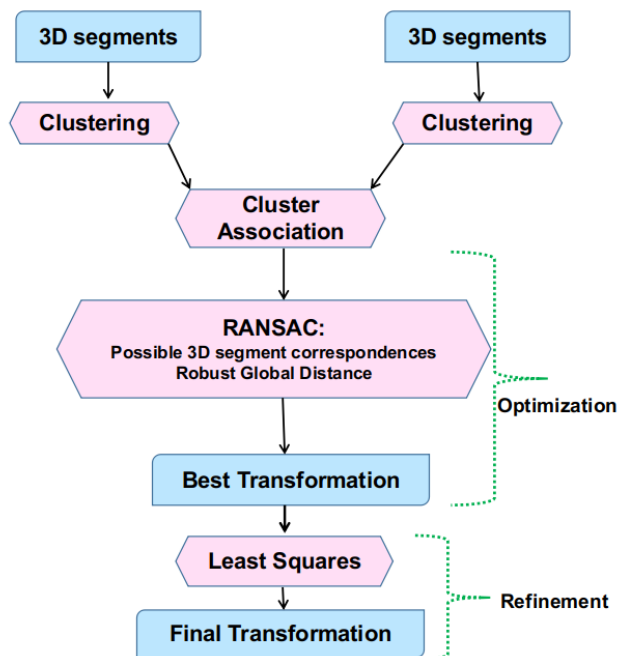 3D segments
3D segments
Clustering
Clustering
Cluster
Association
RANSAC:
Possible 3D segment correspondences
Robust Global Distance
Optimization
Best Transformation
Least Squares
Refinement
Final Transformation